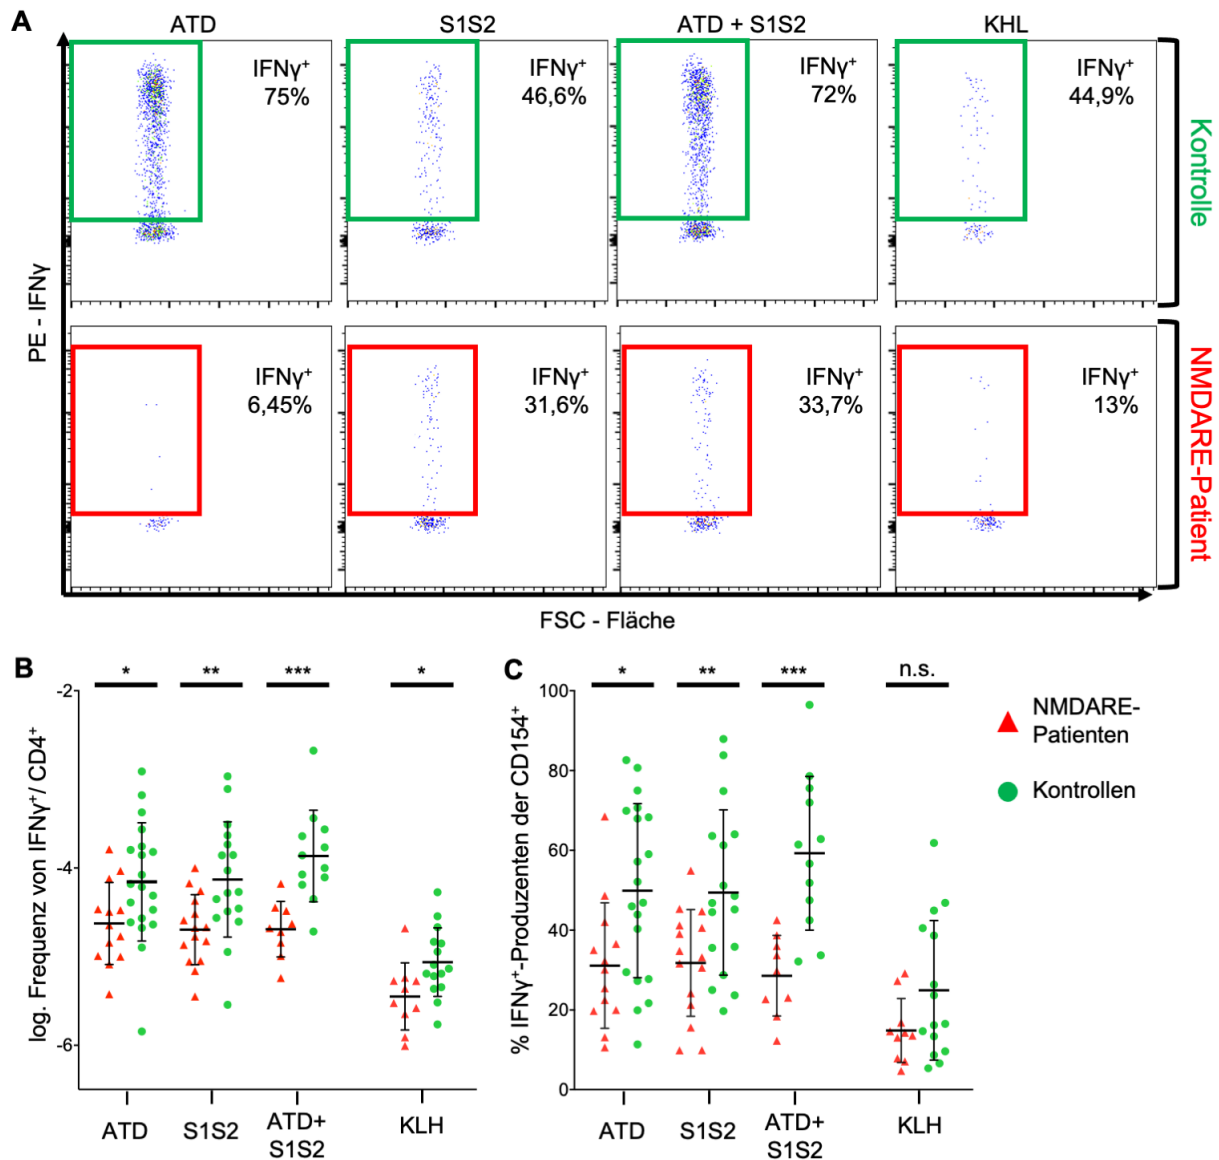 A
ATD
S1S2
ATD + S1S2
KHL
IFNγ⁺
75%
IFNγ⁺
46,6%
IFNγ⁺
72%
IFNγ⁺
44,9%
Kontrolle
PE - IFNγ
IFNγ⁺
6,45%
IFNγ⁺
31,6%
IFNγ⁺
33,7%
IFNγ⁺
13%
NMDARE-Patient
FSC - Fläche
B
*
**
***
*
log. Frequenz von IFNγ⁺/ CD4⁺
-2
-4
-6
ATD
S1S2
ATD+
S1S2
KLH
C
*
**
***
n.s.
% IFNγ⁺-Produzenten der CD154⁺
100
80
60
40
20
0
ATD
S1S2
ATD+
S1S2
KLH
NMDARE-
Patienten
Kontrollen